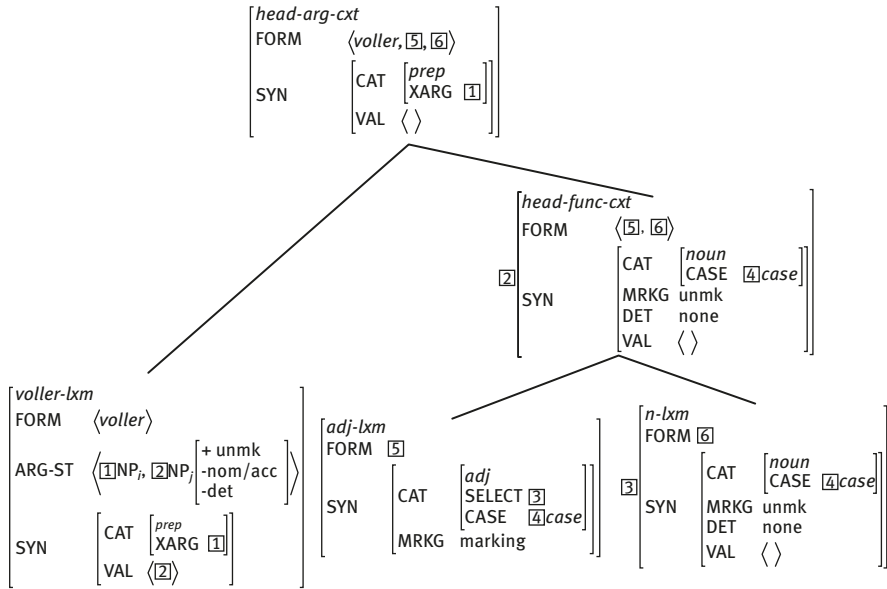 head-arg-cxt
FORM ⟨voller, 5, 6⟩
SYN
CAT
prep
XARG 1
VAL ⟨ ⟩
head-func-cxt
FORM ⟨5, 6⟩
2
SYN
CAT
noun
CASE 4 case
MRKG unmk
DET none
VAL ⟨ ⟩
voller-lxm
FORM ⟨voller⟩
ARG-ST ⟨1NPi, 2NPj
+ unmk
-nom/acc
-det
⟩
SYN
CAT
prep
XARG 1
VAL ⟨2⟩
adj-lxm
FORM 5
SYN
CAT
adj
SELECT 3
CASE 4 case
MRKG marking
3
n-lxm
FORM 6
SYN
CAT
noun
CASE 4 case
MRKG unmk
DET none
VAL ⟨ ⟩